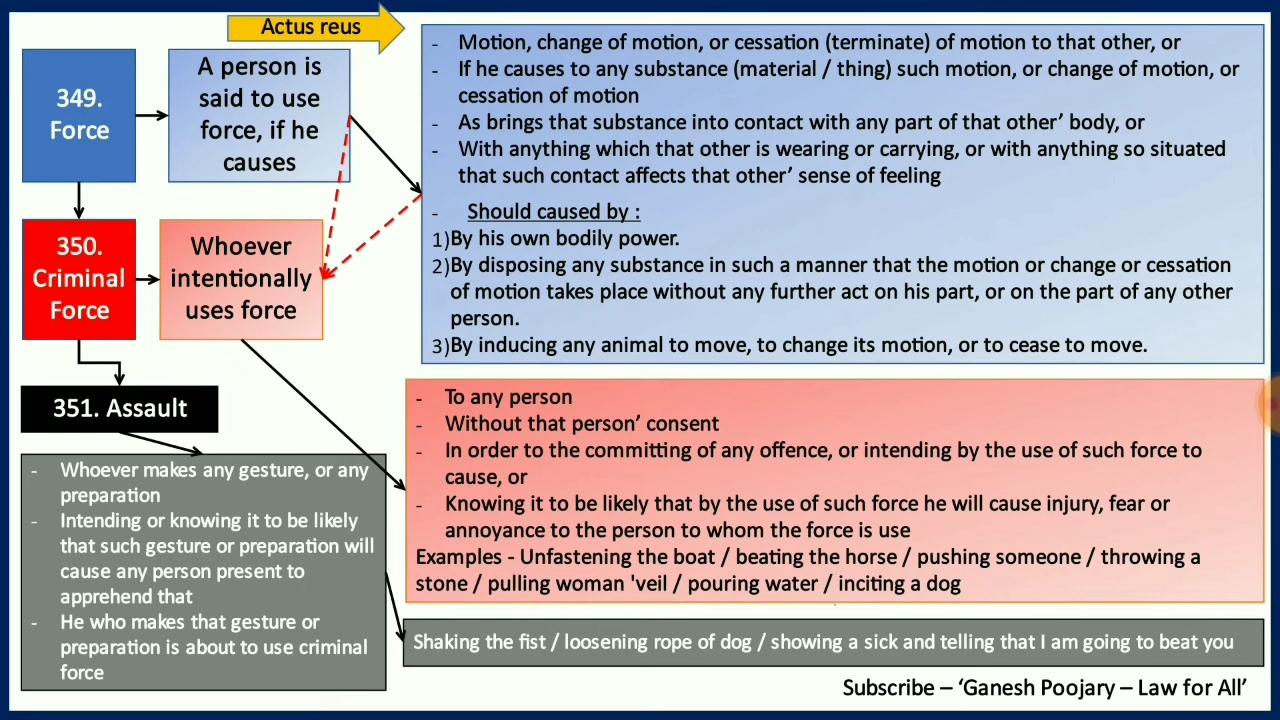 Actus reus
349.
Force
A person is
said to use
force, if he
causes
- Motion, change of motion, or cessation (terminate) of motion to that other, or
- If he causes to any substance (material / thing) such motion, or change of motion, or
cessation of motion
- As brings that substance into contact with any part of that other’ body, or
- With anything which that other is wearing or carrying, or with anything so situated
that such contact affects that other’ sense of feeling
- Should caused by :
1)By his own bodily power.
2)By disposing any substance in such a manner that the motion or change or cessation
of motion takes place without any further act on his part, or on the part of any other
person.
3)By inducing any animal to move, to change its motion, or to cease to move.
350.
Criminal
Force
Whoever
intentionally
uses force
- To any person
- Without that person’ consent
- In order to the committing of any offence, or intending by the use of such force to
cause, or
- Knowing it to be likely that by the use of such force he will cause injury, fear or
annoyance to the person to whom the force is use
Examples - Unfastening the boat / beating the horse / pushing someone / throwing a
stone / pulling woman 'veil / pouring water / inciting a dog
351. Assault
- Whoever makes any gesture, or any
preparation
- Intending or knowing it to be likely
that such gesture or preparation will
cause any person present to
apprehend that
- He who makes that gesture or
preparation is about to use criminal
force
Shaking the fist / loosening rope of dog / showing a sick and telling that I am going to beat you
Subscribe – ‘Ganesh Poojary – Law for All’